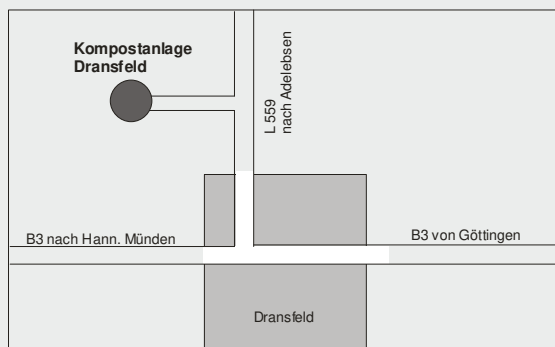 Kompostanlage
Dransfeld
L 559
nach Adelebsen
B3 nach Hann. Münden
B3 von Göttingen
Dransfeld